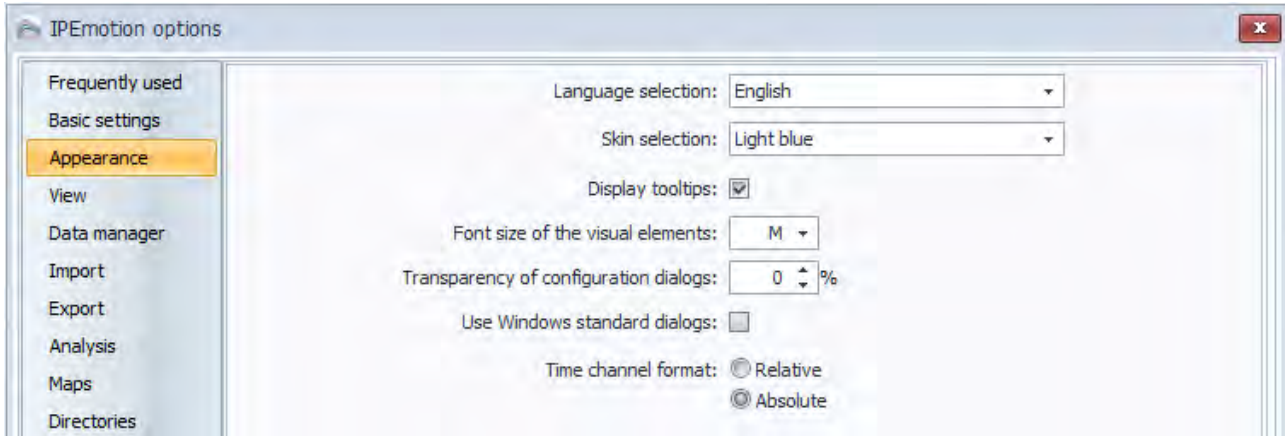 IPEmotion options
x
Frequently used
Basic settings
Appearance
View
Data manager
Import
Export
Analysis
Maps
Directories
Language selection: English
Skin selection: Light blue
Display tooltips:
Font size of the visual elements: M
Transparency of configuration dialogs: 0 %
Use Windows standard dialogs:
Time channel format: Relative
Absolute